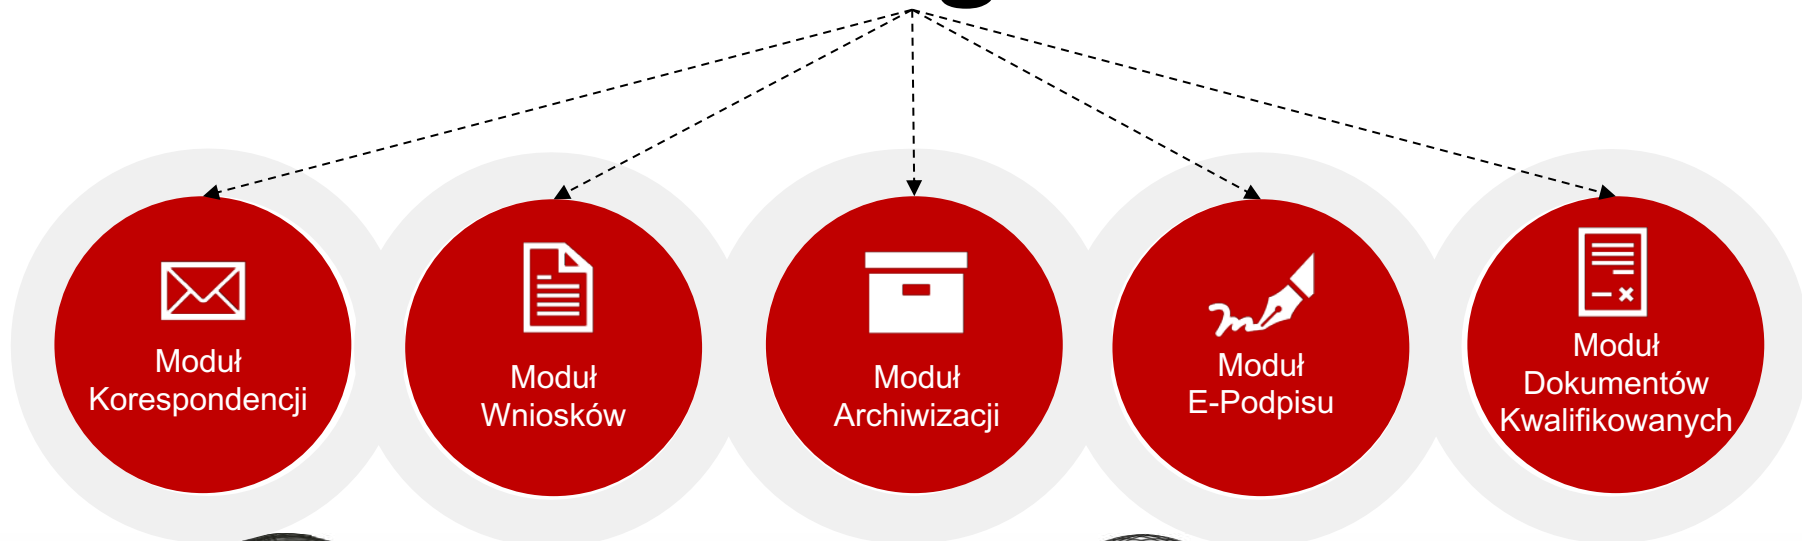 Moduł
Korespondencji
Moduł
Wniosków
Moduł
Archiwizacji
Moduł
E-Podpisu
Moduł
Dokumentów
Kwalifikowanych